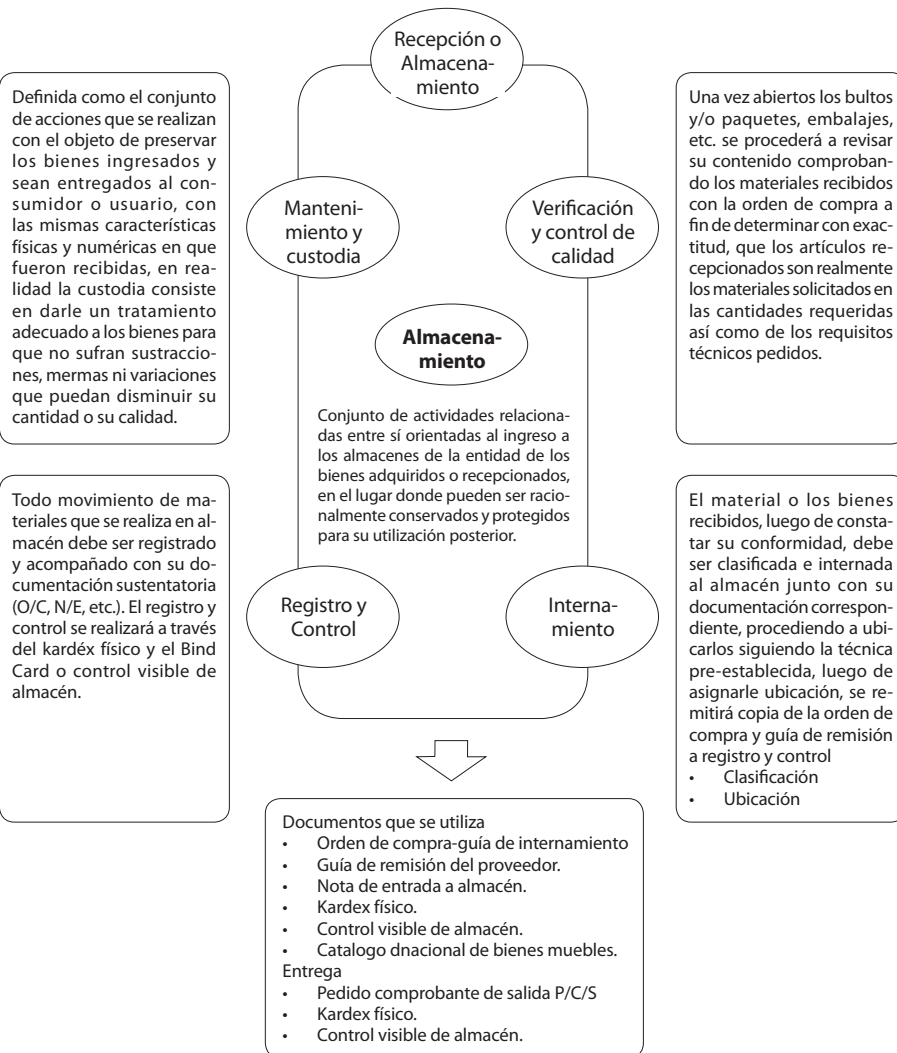 Recepción o
Almacena-
miento
Definida como el conjunto
de acciones que se realizan
con el objeto de preservar
los bienes ingresados y
sean entregados al con-
sumidor o usuario, con
las mismas características
físicas y numéricas en que
fueron recibidas, en rea-
lidad la custodia consiste
en darle un tratamiento
adecuado a los bienes para
que no sufran sustraccio-
nes, mermas ni variaciones
que puedan disminuir su
cantidad o su calidad.
Manteni-
miento y
custodia
Verificación
y control de
calidad
Una vez abiertos los bultos
y/o paquetes, embalajes,
etc. se procederá a revisar
su contenido comproban-
do los materiales recibidos
con la orden de compra a
fin de determinar con exac-
titud, que los artículos re-
cepcionados son realmente
los materiales solicitados en
las cantidades requeridas
así como de los requisitos
técnicos pedidos.
Almacena-
miento
Conjunto de actividades relaciona-
das entre sí orientadas al ingreso a
los almacenes de la entidad de los
bienes adquiridos o recepcionados,
en el lugar donde pueden ser racio-
nalmente conservados y protegidos
para su utilización posterior.
Todo movimiento de ma-
teriales que se realiza en al-
macén debe ser registrado
y acompañado con su do-
cumentación sustentatoria
(O/C, N/E, etc.). El registro y
control se realizará a través
del kardéx físico y el Bind
Card o control visible de
almacén.
Registro y
Control
Interna-
miento
El material o los bienes
recibidos, luego de consta-
tar su conformidad, debe
ser clasificada e internada
al almacén junto con su
documentación correspon-
diente, procediendo a ubi-
carlos siguiendo la técnica
pre-establecida, luego de
asignarle ubicación, se re-
mitirá copia de la orden de
compra y guía de remisión
a registro y control
• Clasificación
• Ubicación
Documentos que se utiliza
• Orden de compra-guía de internamiento
• Guía de remisión del proveedor.
• Nota de entrada a almacén.
• Kardex físico.
• Control visible de almacén.
• Catalogo dnacional de bienes muebles.
Entrega
• Pedido comprobante de salida P/C/S
• Kardex físico.
• Control visible de almacén.